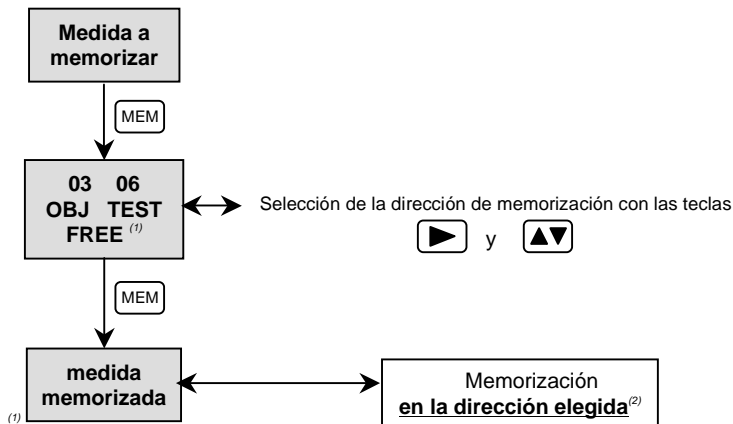 Medida a
memorizar
MEM
03 06
OBJ TEST
FREE (1)
Selección de la dirección de memorización con las teclas
y
MEM
medida
memorizada
Memorización
en la dirección elegida(2)
(1)